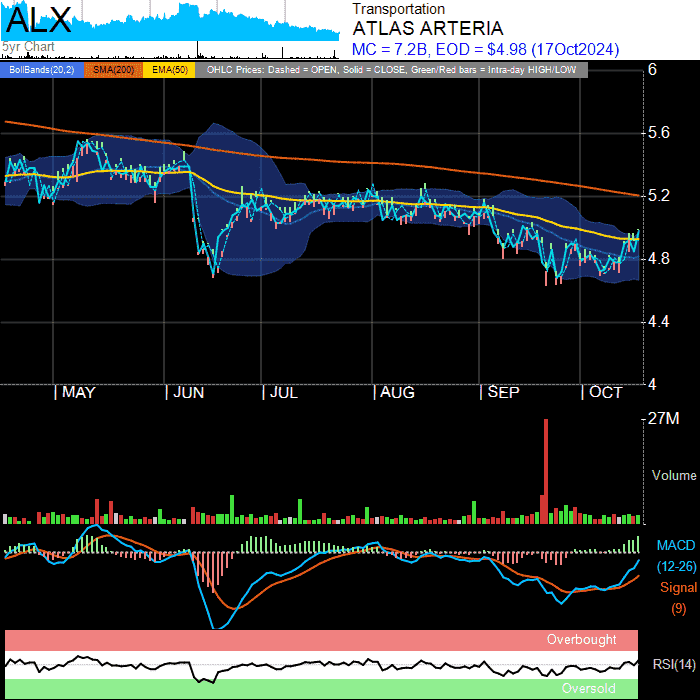 ALX
5yr Chart
Transportation
ATLAS ARTERIA
MC = 7.2B, EOD = $4.98 (17Oct2024)
BollBands(20,2) SMA(200) EMA(50) OHLC Prices: Dashed = OPEN, Solid = CLOSE, Green/Red bars = Intra-day HIGH/LOW
6
5.6
5.2
4.8
4.4
4
MAY JUN JUL AUG SEP OCT
27M
Volume
MACD
(12-26)
Signal
(9)
Overbought
RSI(14)
Oversold